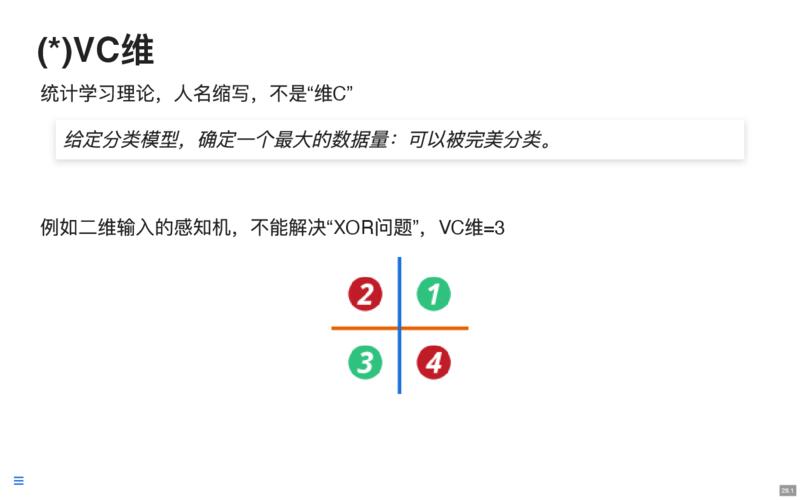 (*)VC维
统计学习理论，人名缩写，不是“维C”
给定分类模型，确定一个最大的数据量：可以被完美分类。
例如二维输入的感知机，不能解决“XOR问题”，VC维=3
2 1
3 4
29.1